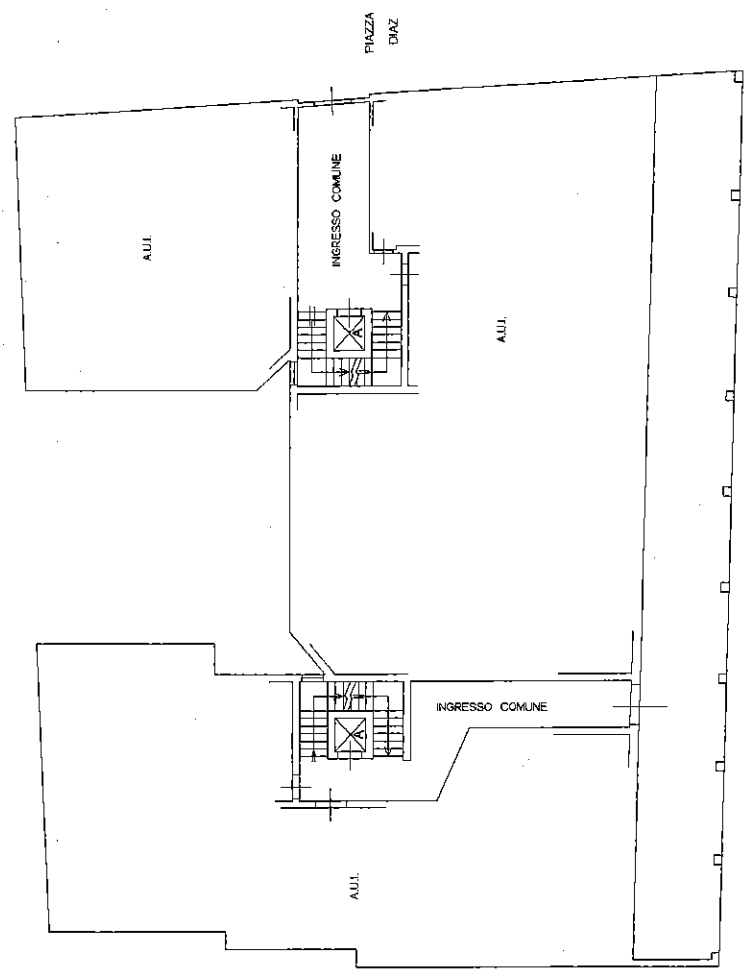 PIAZZA
DIAZ
A.U.I.
INGRESSO COMUNE
A
A.U.I.
INGRESSO COMUNE
A
A.U.I.